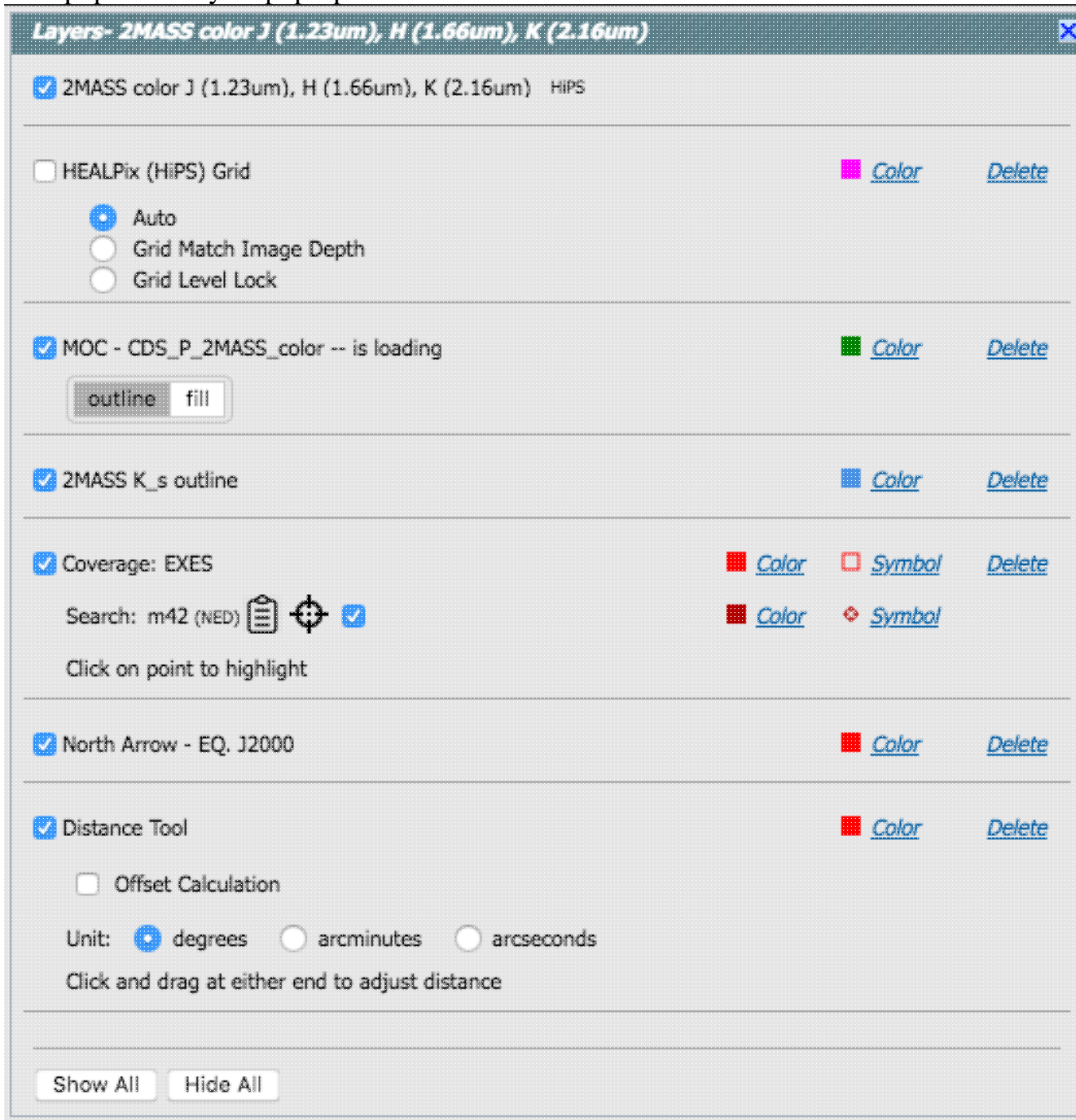 Layers- 2MASS color J (1.23um), H (1.66um), K (2.16um)
2MASS color J (1.23um), H (1.66um), K (2.16um) HiPS
HEALPix (HiPS) Grid Color Delete
Auto
Grid Match Image Depth
Grid Level Lock
MOC - CDS_P_2MASS_color -- is loading Color Delete
outline fill
2MASS K_s outline Color Delete
Coverage: EXES Color Symbol Delete
Search: m42 (NED) Color Symbol
Click on point to highlight
North Arrow - EQ. J2000 Color Delete
Distance Tool Color Delete
Offset Calculation
Unit: degrees arcminutes arcseconds
Click and drag at either end to adjust distance
Show All Hide All